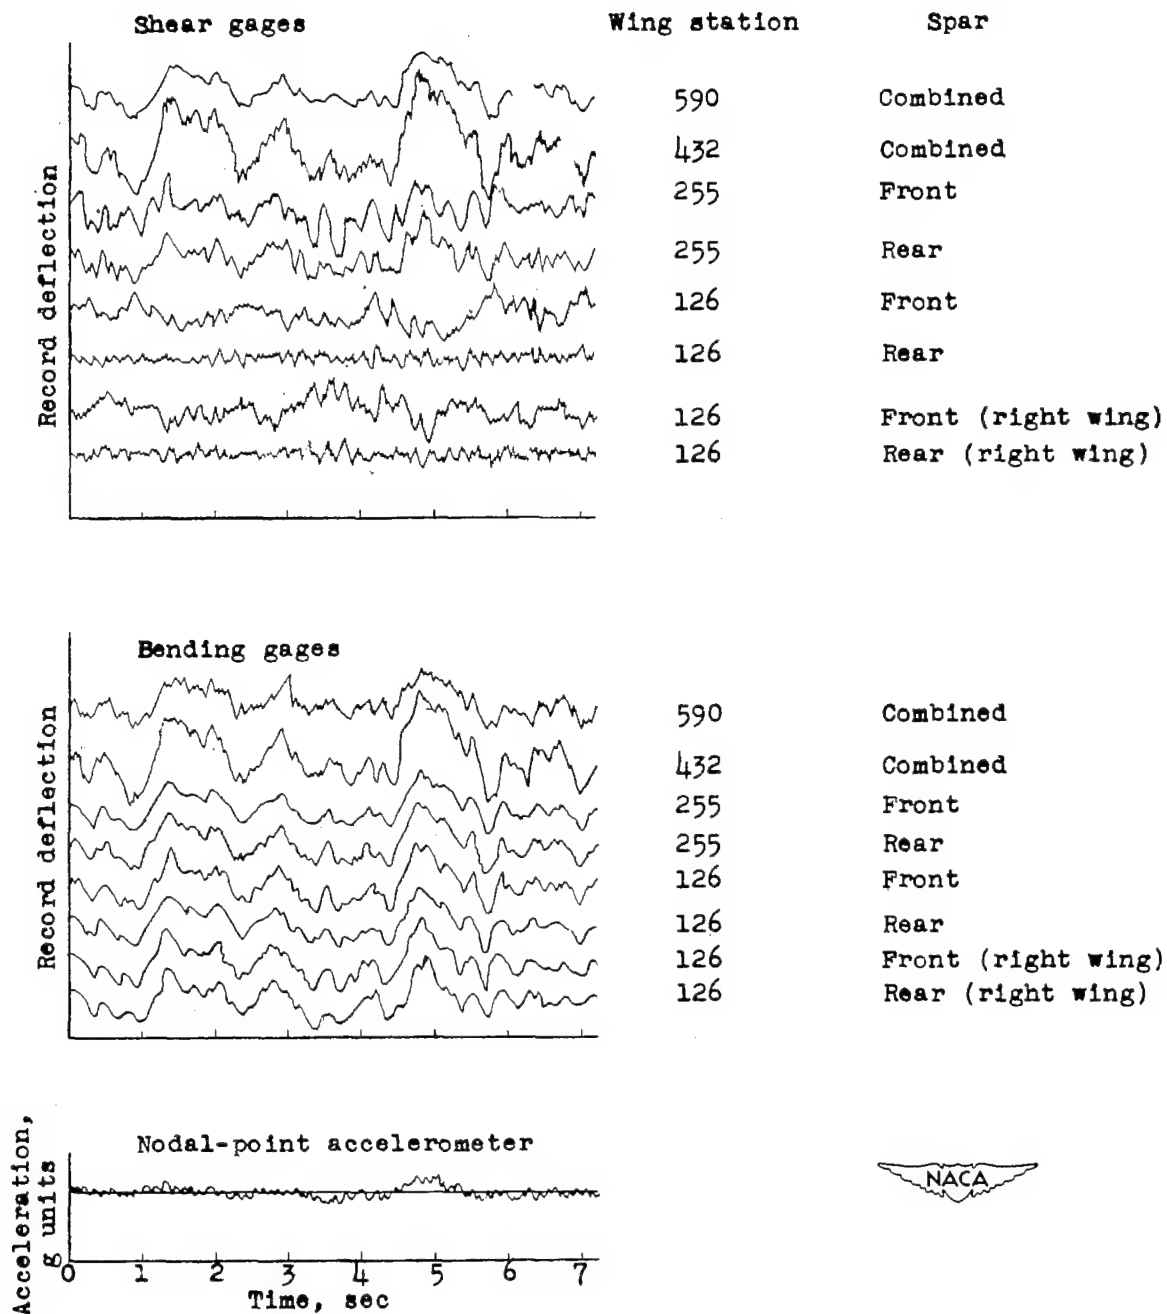 Shear gages Wing station Spar
590 Combined
432 Combined
255 Front
255 Rear
126 Front
126 Rear
126 Front (right wing)
126 Rear (right wing)
Record deflection
Bending gages
590 Combined
432 Combined
255 Front
255 Rear
126 Front
126 Rear
126 Front (right wing)
126 Rear (right wing)
Record deflection
Nodal-point accelerometer
Acceleration,
g units
NACA
0 1 2 3 4 5 6 7
Time, sec